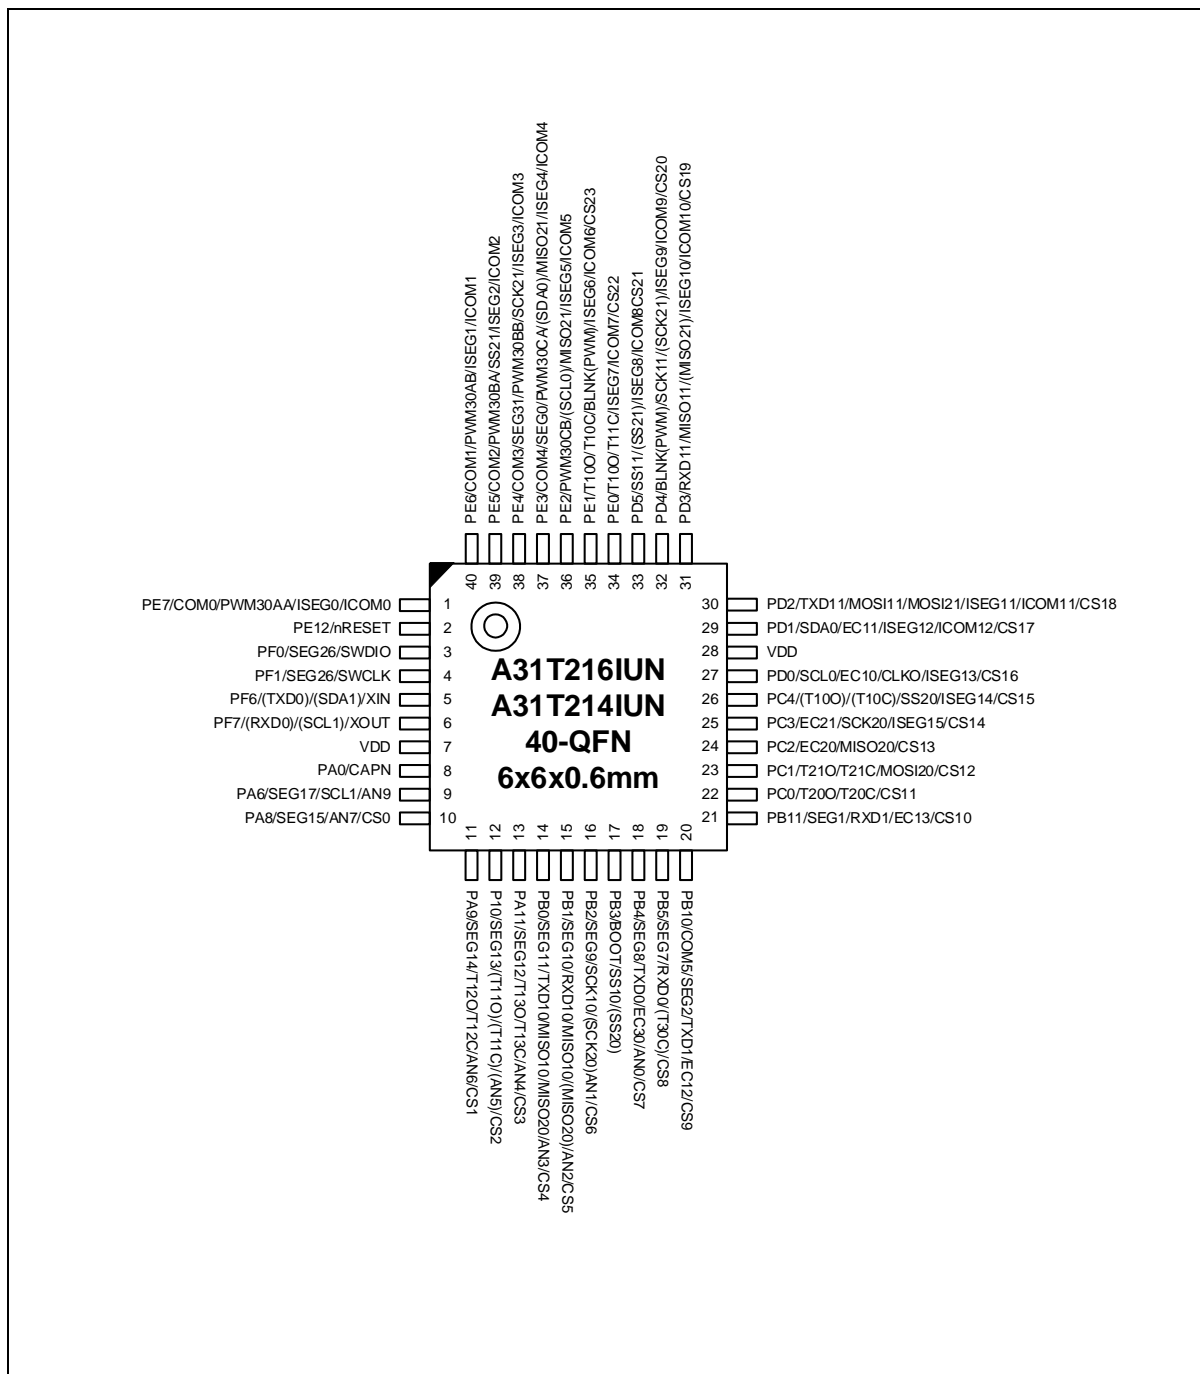 PE6/COM1/PWM30AB/ISEG1/ICOM1
PE5/COM2/PWM30BA/SS21/ISEG2/ICOM2
PE4/COM3/SEG31/PWM30BB/SCK21/ISEG3/ICOM3
PE3/COM4/SEG0/PWM30CA/(SDA0)/MISO21/ISEG4/ICOM4
PE2/PWM30CB/(SCL0)/MISO21/ISEG5/ICOM5
PE1/T10O/T10C/BLNK(PWM)/ISEG6/ICOM6/CS23
PE0/T10O/T11C/ISEG7/ICOM7/CS22
PD5/SS11/(SS21)/ISEG8/ICOM8CS21
PD4/BLNK(PWM)/SCK11/(SCK21)/ISEG9/ICOM9/CS20
PD3/RXD11/MISO11/(MISO21)/ISEG10/ICOM10/CS19
40 39 38 37 36 35 34 33 32 31
PE7/COM0/PWM30AA/ISEG0/ICOM0 1
PE12/nRESET 2
PF0/SEG26/SWDIO 3
PF1/SEG26/SWCLK 4
PF6/(TXD0)/(SDA1)/XIN 5
PF7/(RXD0)/(SCL1)/XOUT 6
VDD 7
PA0/CAPN 8
PA6/SEG17/SCL1/AN9 9
PA8/SEG15/AN7/CS0 10
A31T216IUN
A31T214IUN
40-QFN
6x6x0.6mm
30 PD2/TXD11/MOSI11/MOSI21/ISEG11/ICOM11/CS18
29 PD1/SDA0/EC11/ISEG12/ICOM12/CS17
28 VDD
27 PD0/SCL0/EC10/CLKO/ISEG13/CS16
26 PC4/(T10O)/(T10C)/SS20/ISEG14/CS15
25 PC3/EC21/SCK20/ISEG15/CS14
24 PC2/EC20/MISO20/CS13
23 PC1/T21O/T21C/MOSI20/CS12
22 PC0/T20O/T20C/CS11
21 PB11/SEG1/RXD1/EC13/CS10
11 12 13 14 15 16 17 18 19 20
PA9/SEG14/T12O/T12C/AN6/CS1
P10/SEG13/(T11O)/(T11C)/(AN5)/CS2
PA11/SEG12/T13O/T13C/AN4/CS3
PB0/SEG11/TXD10/MISO10/MISO20/AN3/CS4
PB1/SEG10/RXD10/MISO10/(MISO20)/AN2/CS5
PB2/SEG9/SCK10/(SCK20)AN1/CS6
PB3/BOOT/SS10/(SS20)
PB4/SEG8/TXD0/EC30/AN0/CS7
PB5/SEG7/RXD0/(T30C)/CS8
PB10/COM5/SEG2/TXD1/EC12/CS9